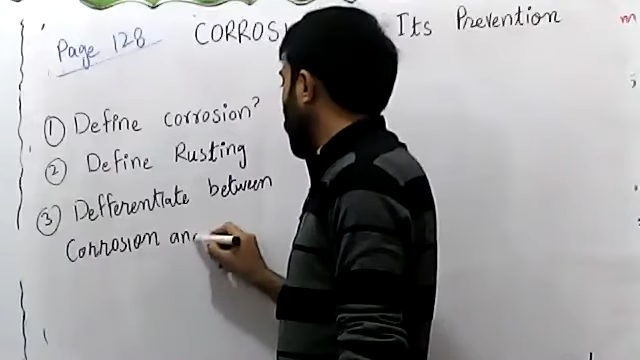 Page 128
CORROSI Its Prevention
① Define corrosion?
② Define Rusting
③ Defferentiate between
Corrosion an